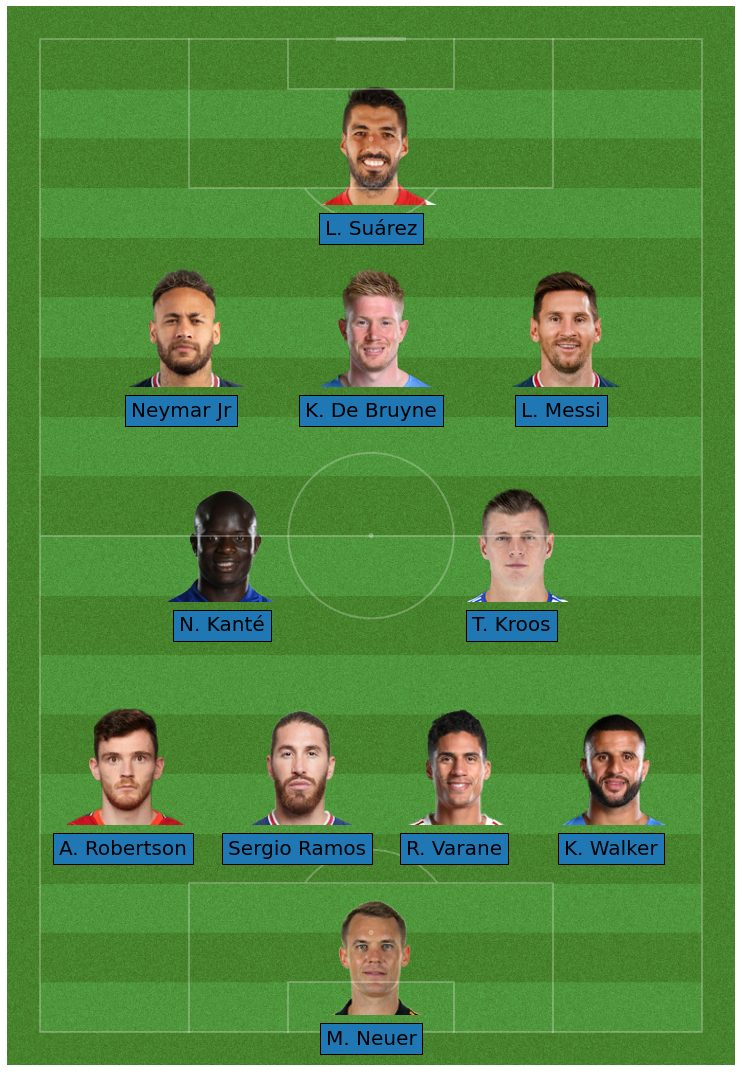 L. Suárez
Neymar Jr
K. De Bruyne
L. Messi
N. Kanté
T. Kroos
A. Robertson
Sergio Ramos
R. Varane
K. Walker
M. Neuer